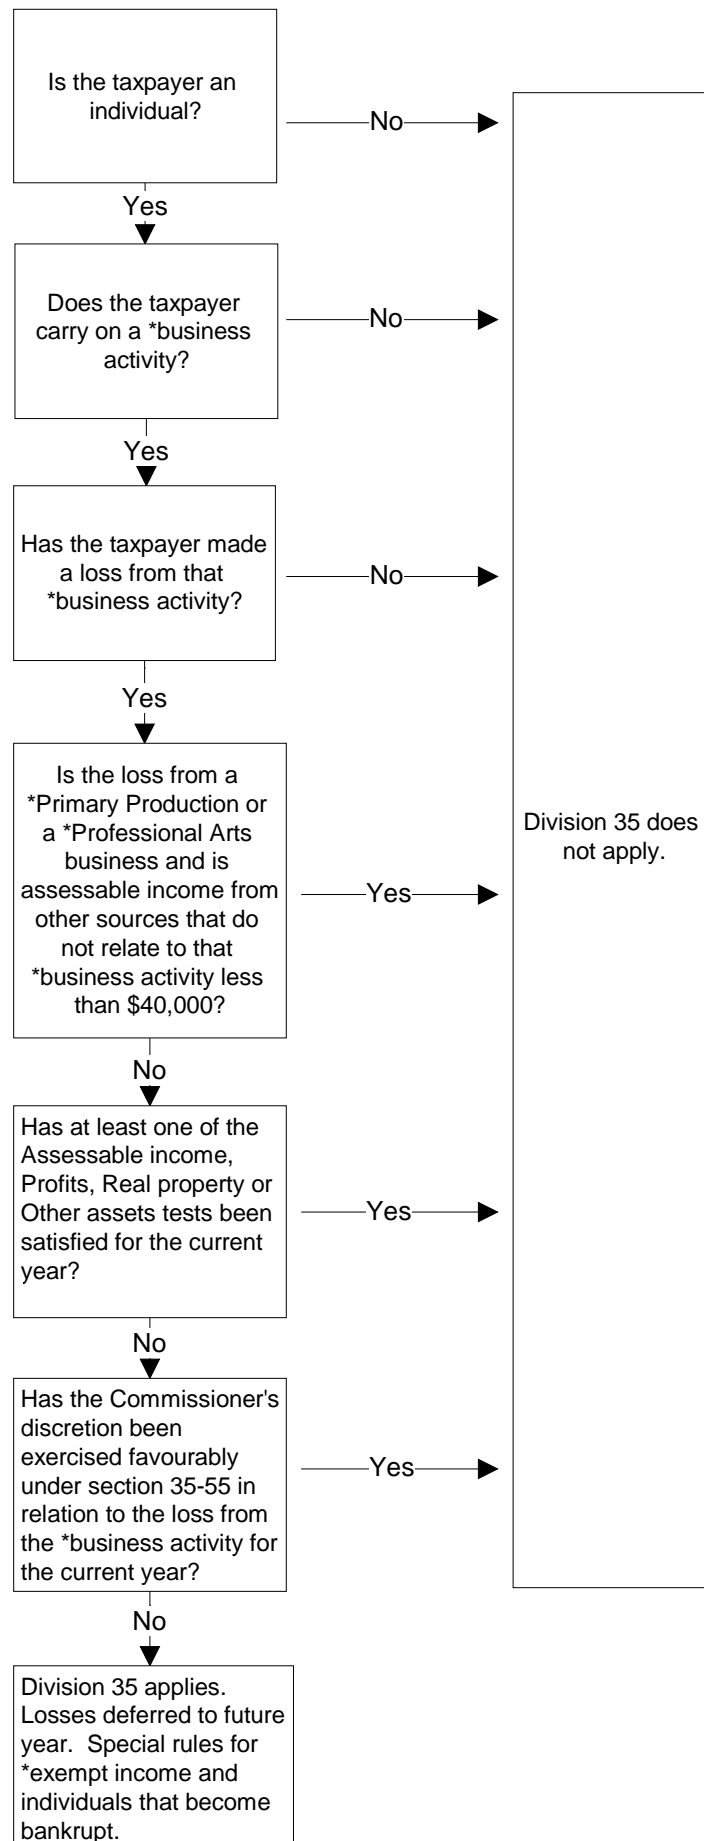 Is the taxpayer an
individual?
No
Yes
Does the taxpayer
carry on a *business
activity?
No
Yes
Has the taxpayer made
a loss from that
*business activity?
No
Yes
Is the loss from a
*Primary Production or
a *Professional Arts
business and is
assessable income from
other sources that do
not relate to that
*business activity less
than $40,000?
Yes
Division 35 does
not apply.
No
Has at least one of the
Assessable income,
Profits, Real property or
Other assets tests been
satisfied for the current
year?
Yes
No
Has the Commissioner's
discretion been
exercised favourably
under section 35-55 in
relation to the loss from
the *business activity for
the current year?
Yes
No
Division 35 applies.
Losses deferred to future
year.  Special rules for
*exempt income and
individuals that become
bankrupt.